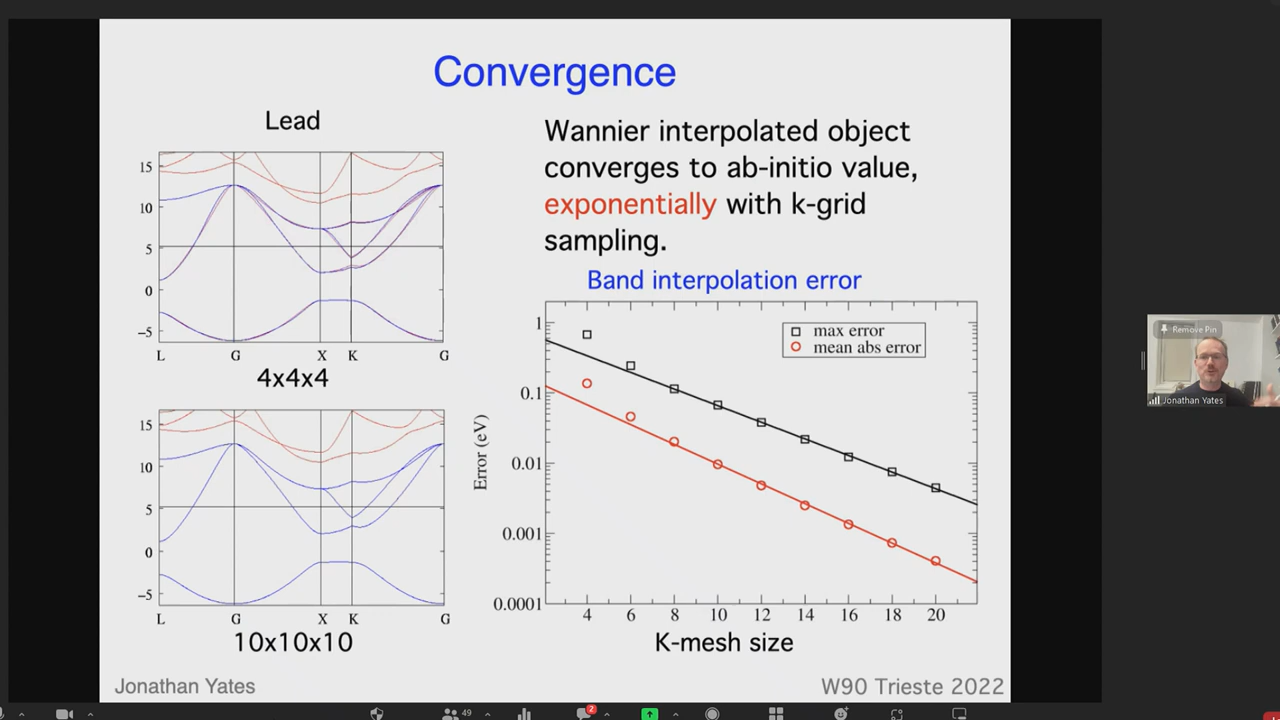 Convergence
Lead
15
10
5
0
−5
L G X K G
4x4x4
15
10
5
0
−5
L G X K G
10x10x10
Wannier interpolated object
converges to ab-initio value,
exponentially with k-grid
sampling.
Band interpolation error
1
0.1
0.01
0.001
0.0001
Error (eV)
max error
mean abs error
4 6 8 10 12 14 16 18 20
K-mesh size
Jonathan Yates
W90 Trieste 2022
Remove Pin
Jonathan Yates
49
2